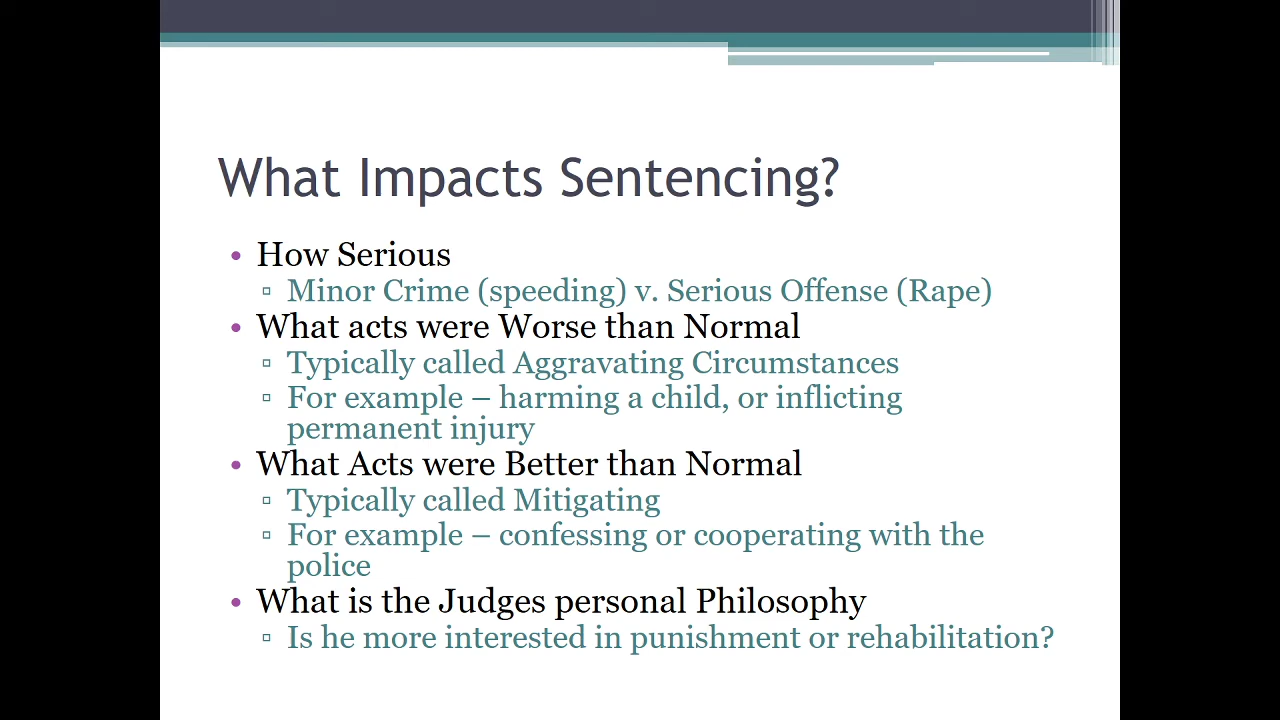 What Impacts Sentencing?
• How Serious
▫ Minor Crime (speeding) v. Serious Offense (Rape)
• What acts were Worse than Normal
▫ Typically called Aggravating Circumstances
▫ For example – harming a child, or inflicting
permanent injury
• What Acts were Better than Normal
▫ Typically called Mitigating
▫ For example – confessing or cooperating with the
police
• What is the Judges personal Philosophy
▫ Is he more interested in punishment or rehabilitation?